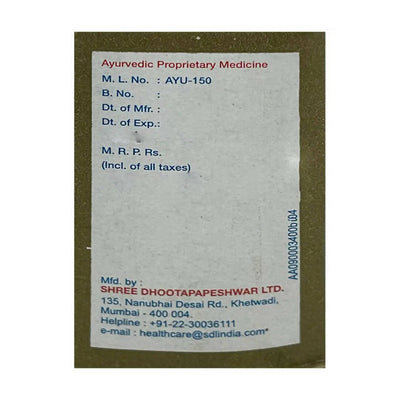 Ayurvedic Proprietary Medicine
M. L. No. : AYU-150
B. No. :
Dt. of Mfr. :
Dt. of Exp.:
M. R. P. Rs.
(Incl. of all taxes)
Mfd. by :
SHREE DHOOTAPAPESHWAR LTD.
135, Nanubhai Desai Rd., Khetwadi,
Mumbai - 400 004.
Helpline : +91-22-30036111
e-mail : healthcare@sdlindia.com*